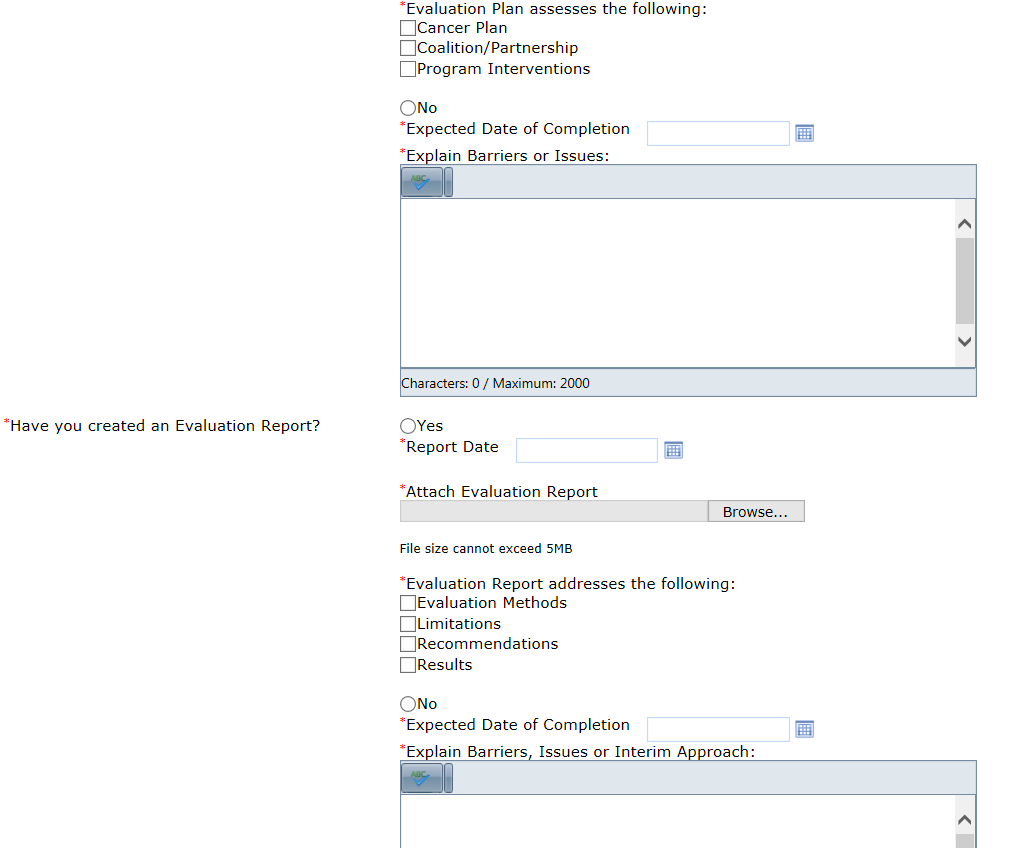 *Evaluation Plan assesses the following:
Cancer Plan
Coalition/Partnership
Program Interventions
No
*Expected Date of Completion
*Explain Barriers or Issues:
ABC
Characters: 0 / Maximum: 2000
*Have you created an Evaluation Report?
Yes
*Report Date
*Attach Evaluation Report
Browse...
File size cannot exceed 5MB
*Evaluation Report addresses the following:
Evaluation Methods
Limitations
Recommendations
Results
No
*Expected Date of Completion
*Explain Barriers, Issues or Interim Approach:
ABC